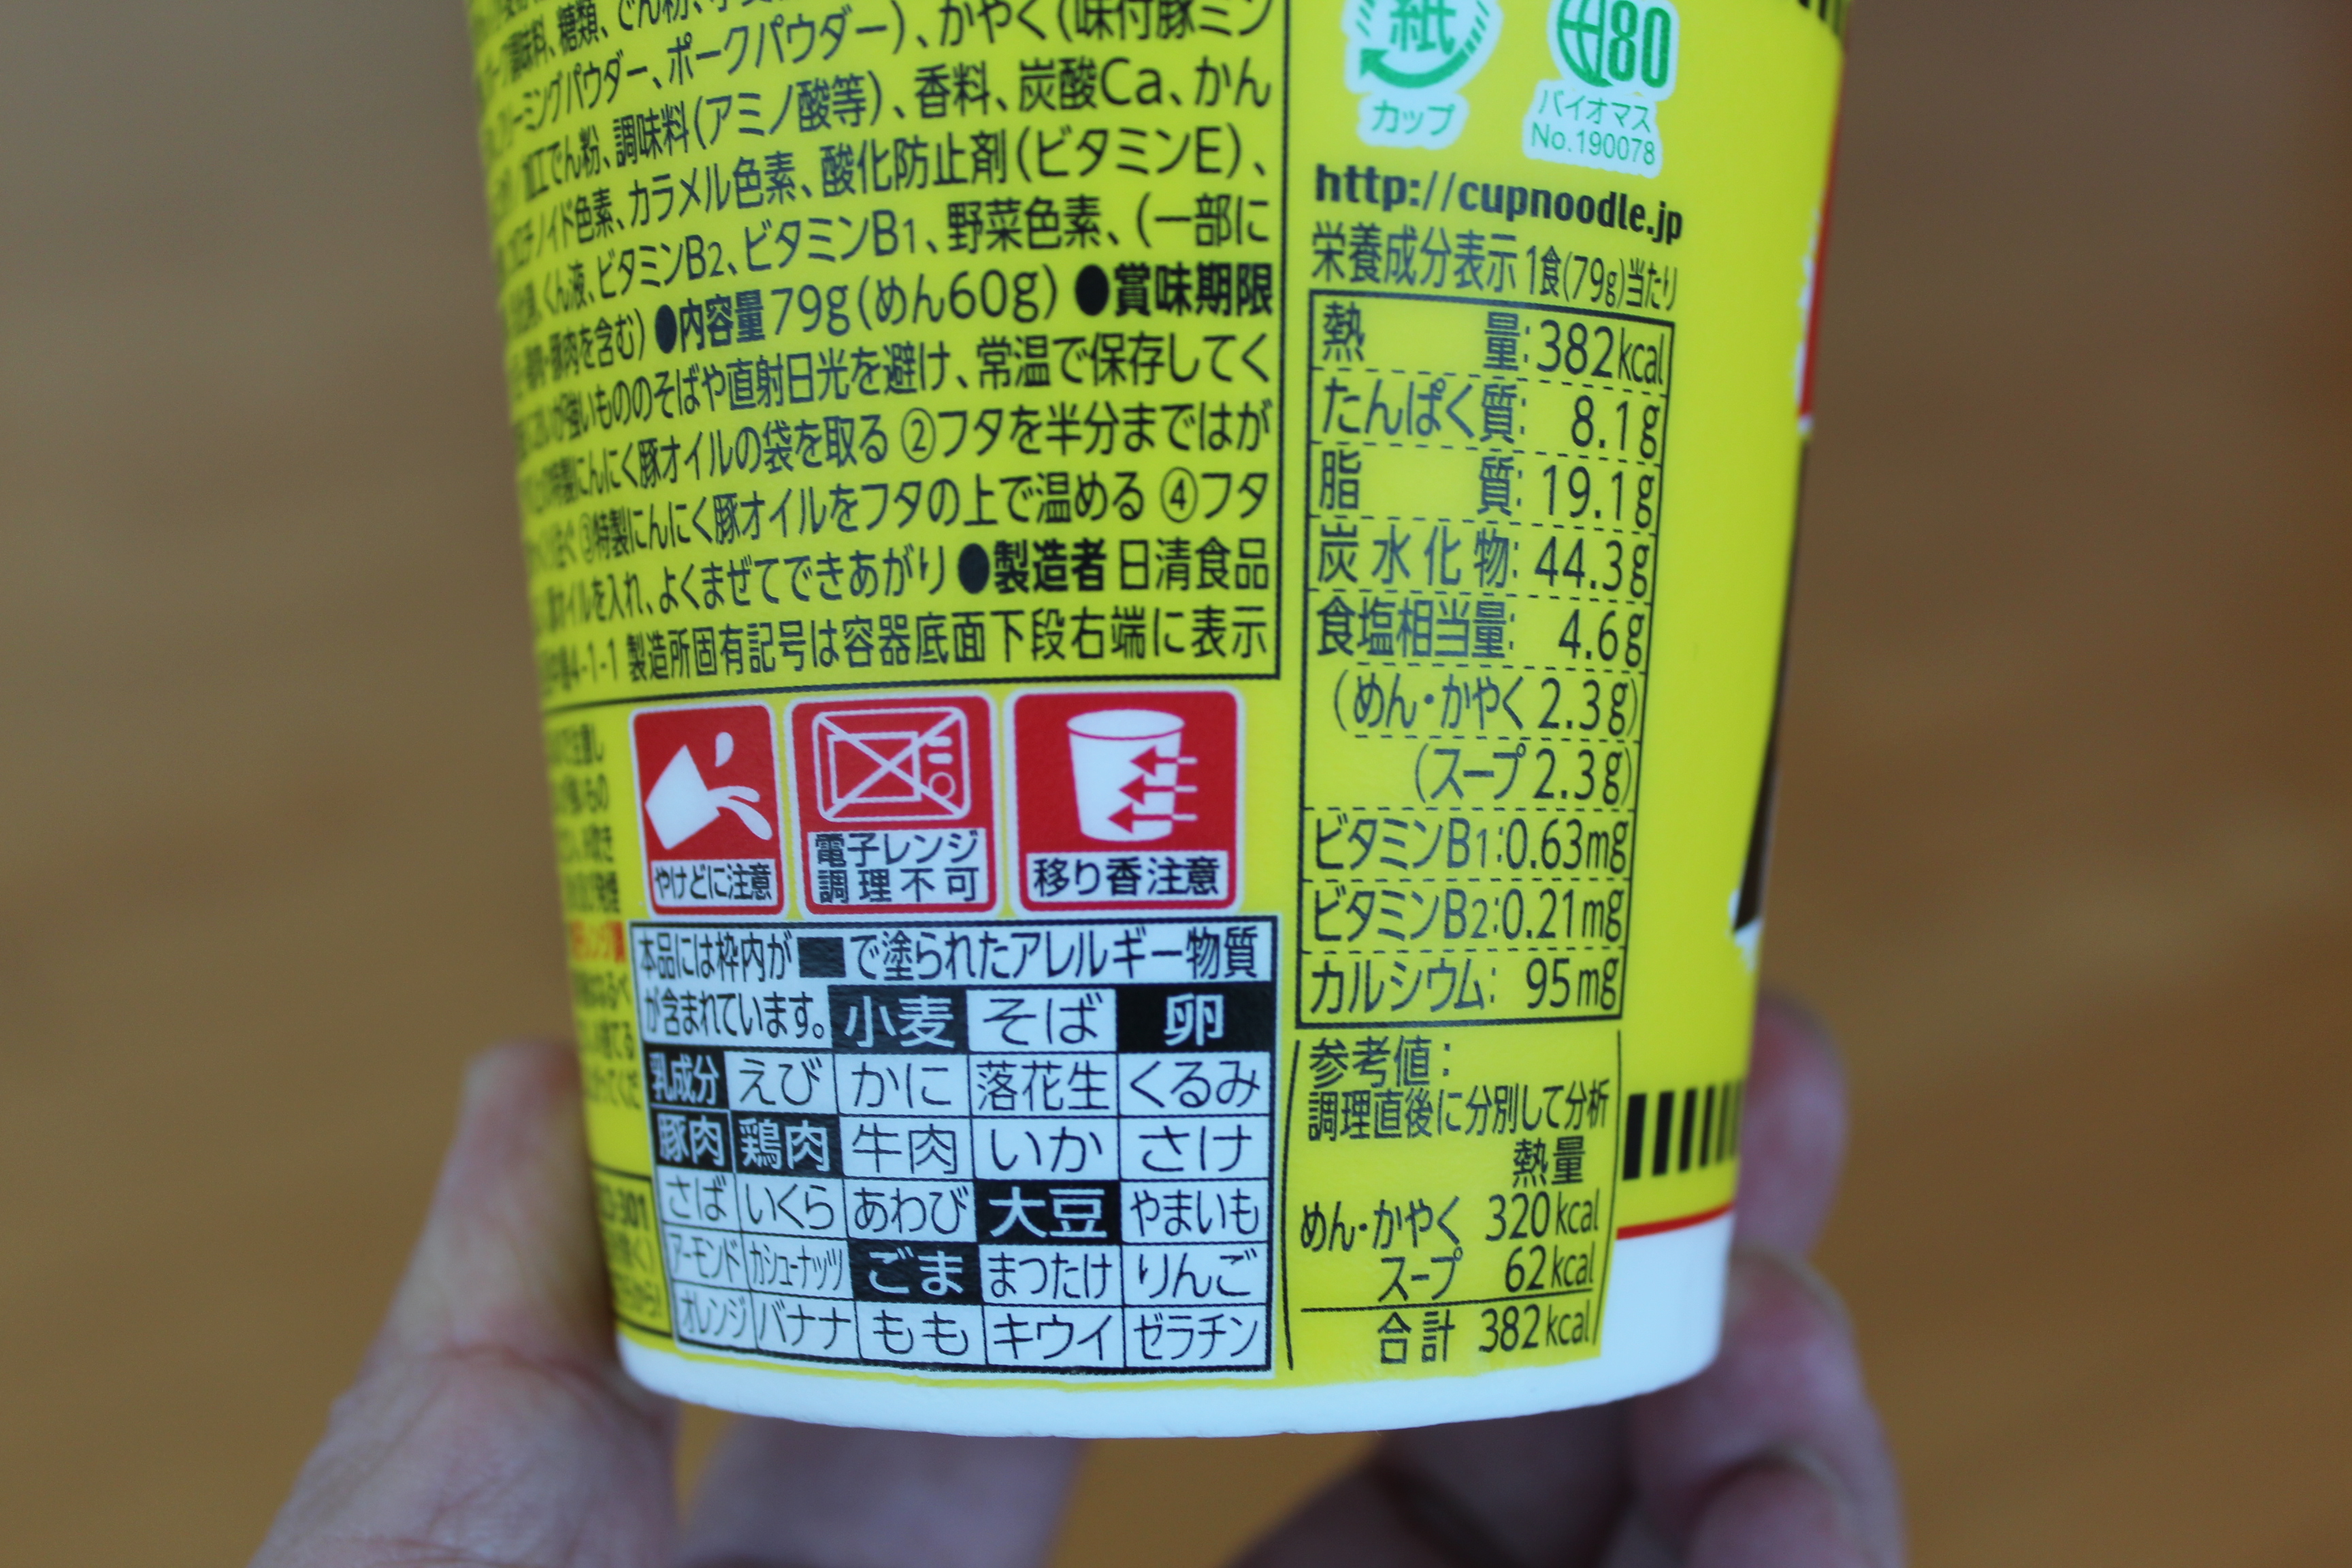 調味料、糖類、でん粉、
ーミングパウダー、ポークパウダー)、かやく(味付豚ミン
加工でん粉、調味料(アミノ酸等)、香料、炭酸Ca、かん
ノイド色素、カラメル色素、酸化防止剤(ビタミンE)、
くん液、ビタミンB2、ビタミンB1、野菜色素、(一部に
肉を含む) ●内容量 79g(めん60g) ●賞味期限
が強いもののそばや直射日光を避け、常温で保存してく
特製にんにく豚オイルの袋を取る ②フタを半分まではが
③特製にんにく豚オイルをフタの上で温める ④フタ
オイルを入れ、よくまぜてできあがり ●製造者 日清食品
4-1-1 製造所固有記号は容器底面下段右端に表示
やけどに注意
電子レンジ
調理不可
移り香注意
本品には枠内が■で塗られたアレルギー物質
が含まれています。 小麦 そば 卵
乳成分 えび かに 落花生 くるみ
豚肉 鶏肉 牛肉 いか さけ
さば いくら あわび 大豆 やまいも
アーモンド カシューナッツ ごま まつたけ りんご
オレンジ バナナ もも キウイ ゼラチン
紙
カップ
80
バイオマス
No.190078
http://cupnoodle.jp
栄養成分表示 1食(79g)当たり
熱量:382kcal
たんぱく質: 8.1g
脂質: 19.1g
炭水化物: 44.3g
食塩相当量: 4.6g
(めん・かやく 2.3g)
(スープ 2.3g)
ビタミンB1:0.63mg
ビタミンB2:0.21mg
カルシウム: 95mg
参考値:
調理直後に分別して分析
熱量
めん・かやく 320kcal
スープ 62kcal
合計 382kcal